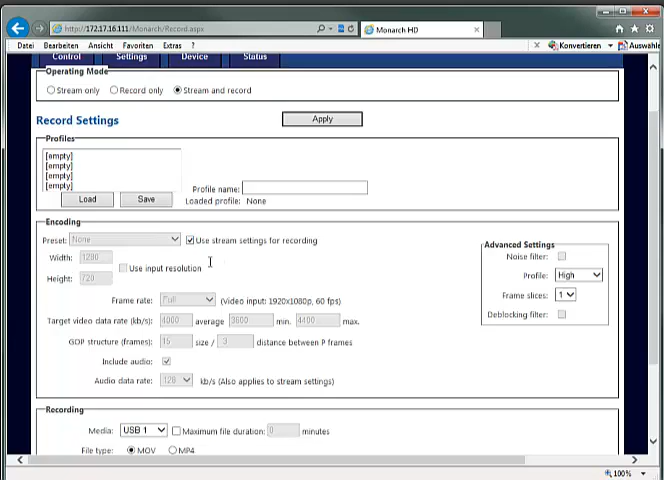 http://172.17.16.111/Monarch/Record.aspx
Monarch HD
Datei Bearbeiten Ansicht Favoriten Extras ?
Konvertieren
Auswähle
Control Settings Device Status
Operating Mode
Stream only Record only Stream and record
Record Settings
Apply
Profiles
[empty]
[empty]
[empty]
[empty]
Profile name:
Load Save Loaded profile: None
Encoding
Preset: None Use stream settings for recording
Width: 1280
Use input resolution
Height: 720
Advanced Settings
Noise filter:
Profile: High
Frame slices: 1
Deblocking filter:
Frame rate: Full (Video input: 1920x1080p, 60 fps)
Target video data rate (kb/s): 4000 average 3600 min. 4400 max.
GOP structure (frames): 15 size / 3 distance between P frames
Include audio:
Audio data rate: 128 kb/s (Also applies to stream settings)
Recording
Media: USB 1 Maximum file duration: 0 minutes
File type: MOV MP4
100%